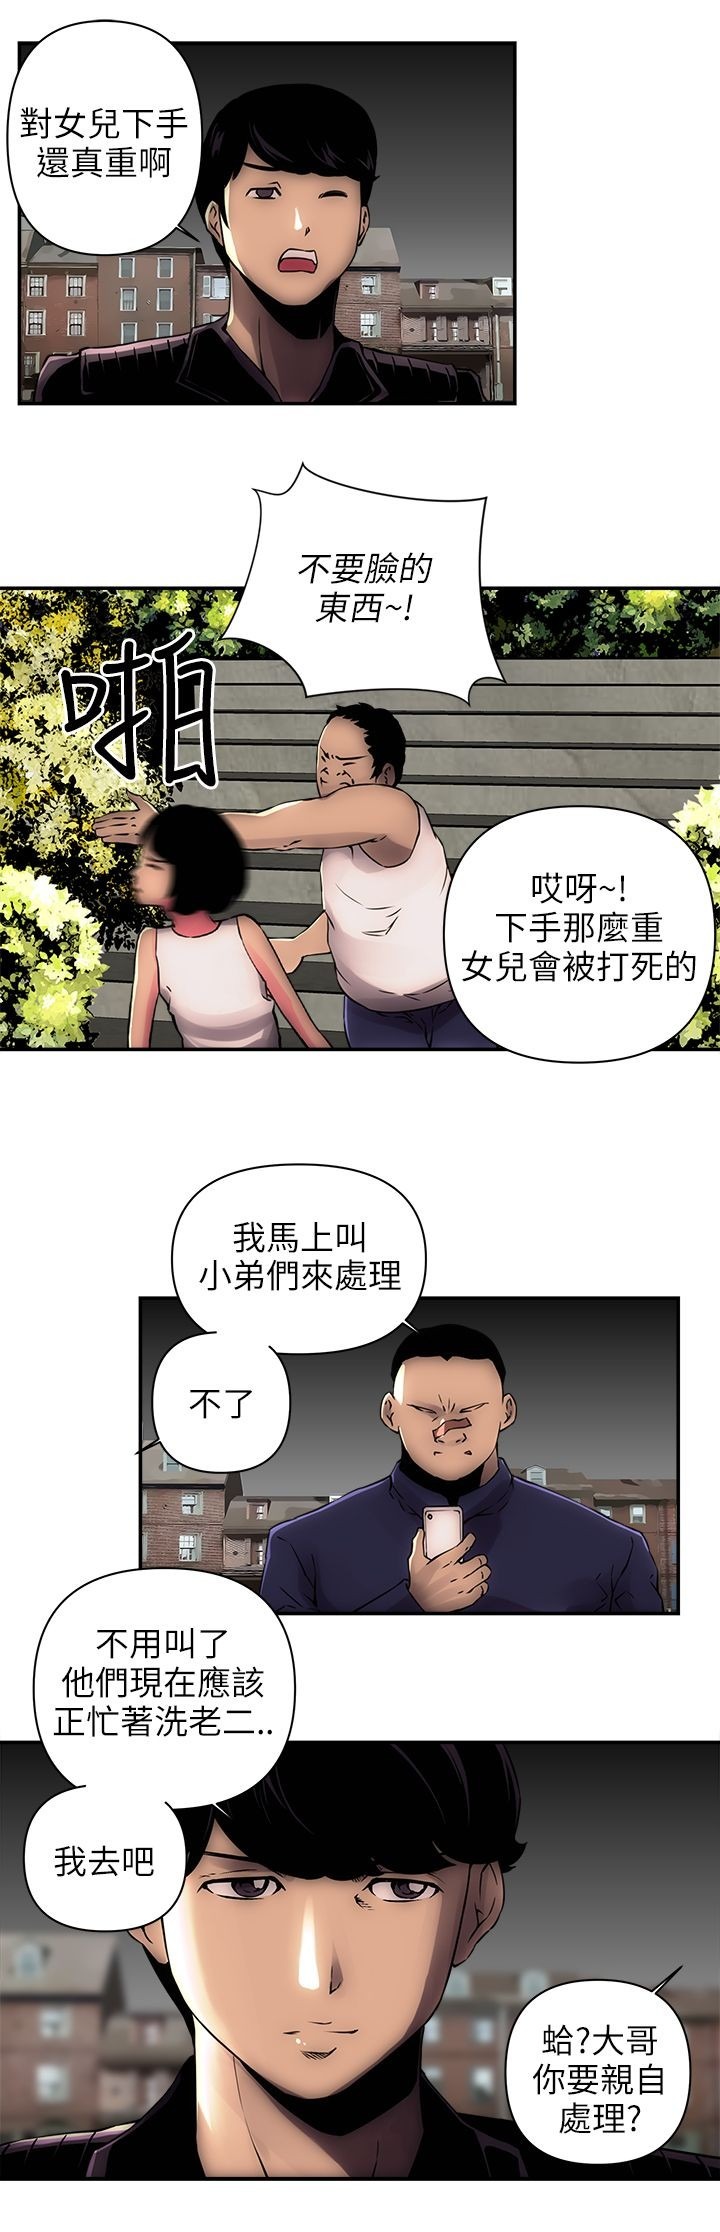 對女兒下手
還真重啊
不要臉的
東西~!
啪
哎呀~!
下手那麼重
女兒會被打死的
我馬上叫
小弟們來處理
不了
不用叫了
他們現在應該
正忙著洗老二..
我去吧
蛤?大哥
你要親自
處理?